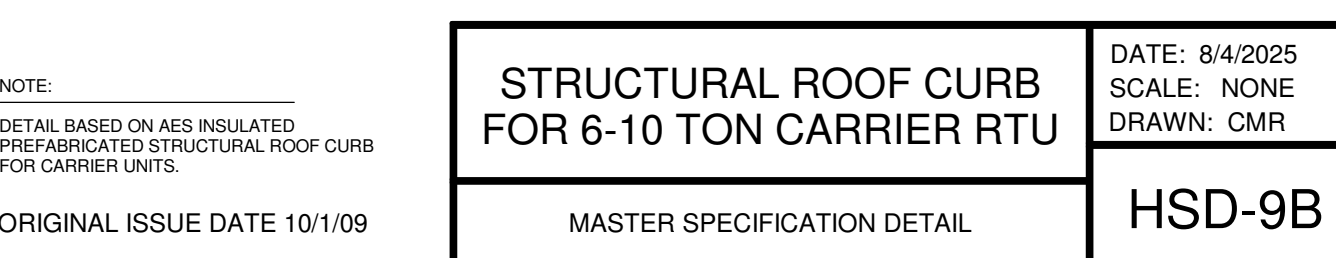 NOTE:
DETAIL BASED ON AES INSULATED
PREFABRICATED STRUCTURAL ROOF CURB
FOR CARRIER UNITS.
ORIGINAL ISSUE DATE 10/1/09
STRUCTURAL ROOF CURB
FOR 6-10 TON CARRIER RTU
MASTER SPECIFICATION DETAIL
DATE: 8/4/2025
SCALE: NONE
DRAWN: CMR
HSD-9B